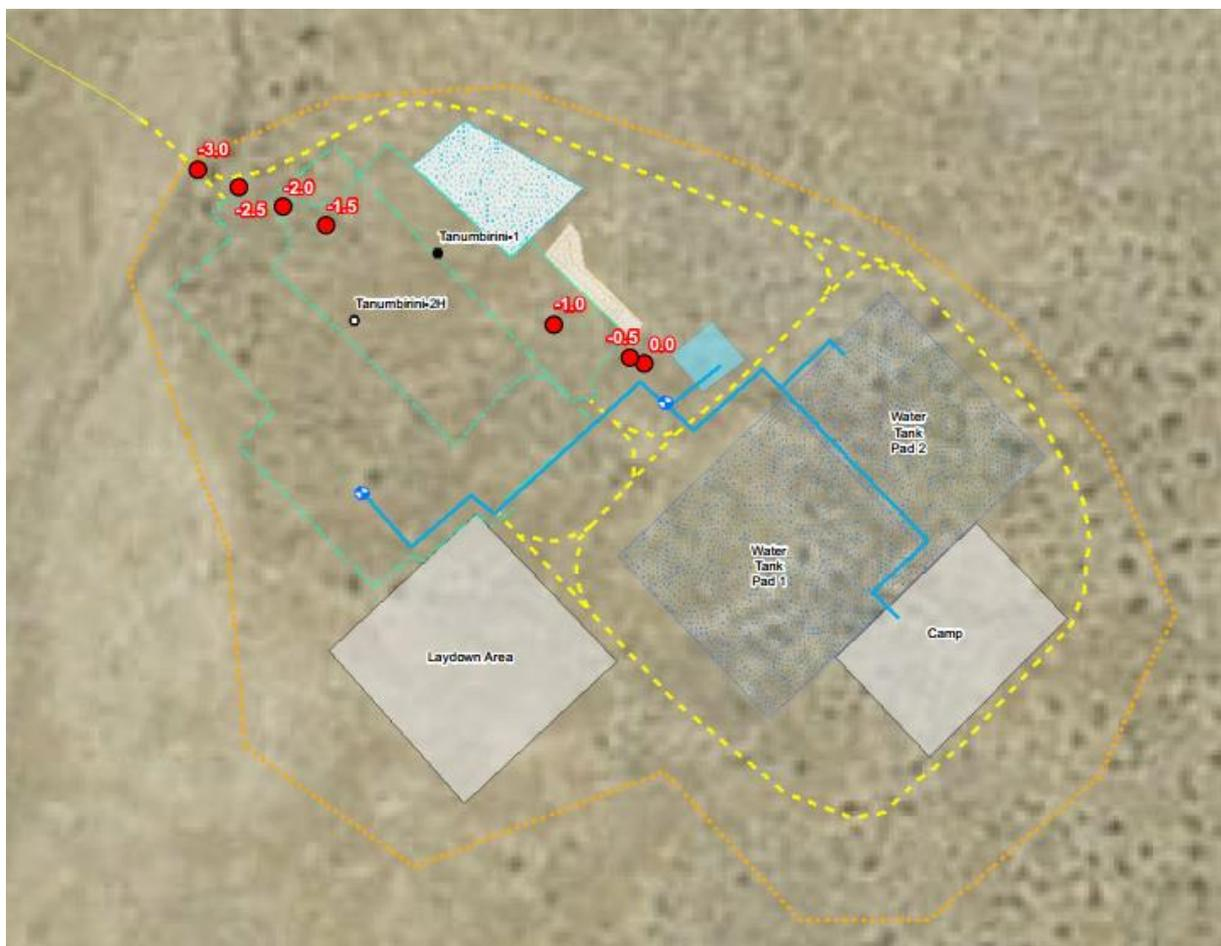 -3.0
-2.0
-2.5
-1.5
Tanumbirini-1
Tanumbirini-2H
-1.0
-0.5
0.0
Water
Tank
Pad 2
Water
Tank
Pad 1
Camp
Laydown Area